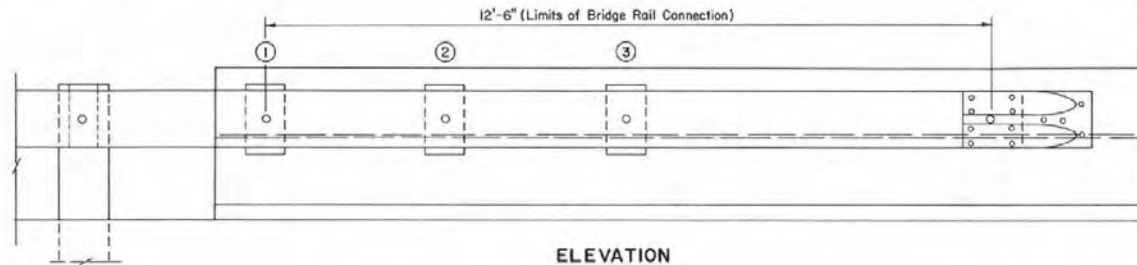 12'-6" (Limits of Bridge Rail Connection)
1 2 3
ELEVATION